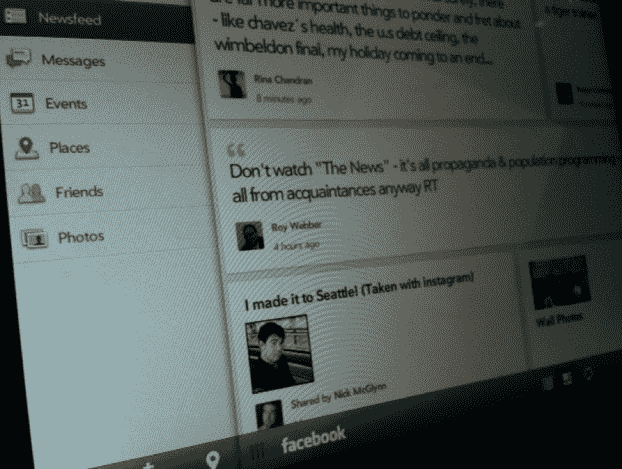 Newsfeed
Messages
31
Events
Places
Friends
Photos
more important things to ponder and fret about
- like chavez's health, the u.s debt ceiling, the
wimbeldon final, my holiday coming to an end...
Rina Chandran
8 minutes ago
Don't watch "The News" - it's all propaganda & population programming
all from acquaintances anyway RT
Roy Webber
4 hours ago
I made it to Seattle! (Taken with instagram)
Shared by Nick McGlynn
Wall Photos
facebook